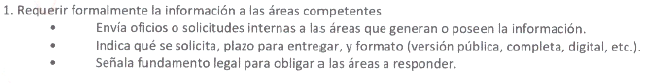 1. Requerir formalmente la información a las áreas competentes
• Envía oficios o solicitudes internas a las áreas que generan o poseen la información.
• Indica qué se solicita, plazo para entregar, y formato (versión pública, completa, digital, etc.).
• Señala fundamento legal para obligar a las áreas a responder.